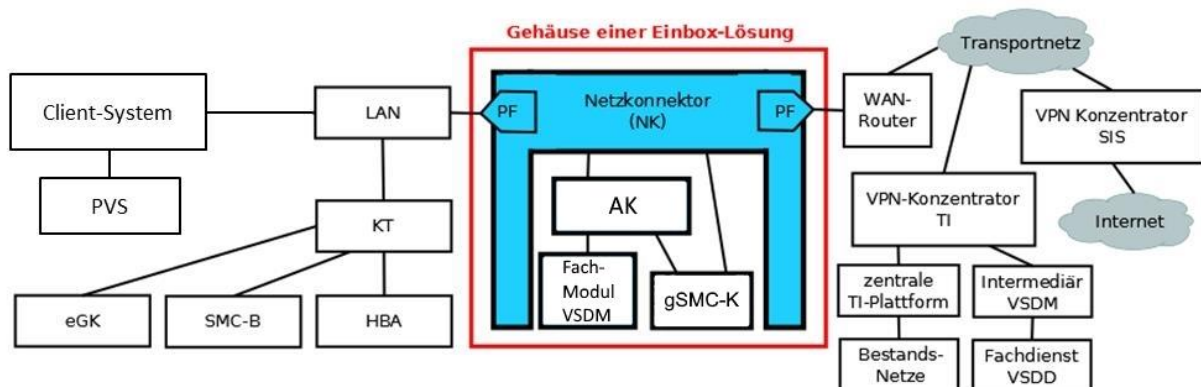 Gehäuse einer Einbox-Lösung
Transportnetz
Client-System
LAN
PF
Netzkonnektor
(NK)
PF
WAN-
Router
VPN Konzentrator
SIS
PVS
KT
AK
VPN-Konzentrator
TI
Internet
Fach-
Modul
VSDM
gSMC-K
zentrale
TI-Plattform
Intermediär
VSDM
eGK
SMC-B
HBA
Bestands-
Netze
Fachdienst
VSDD